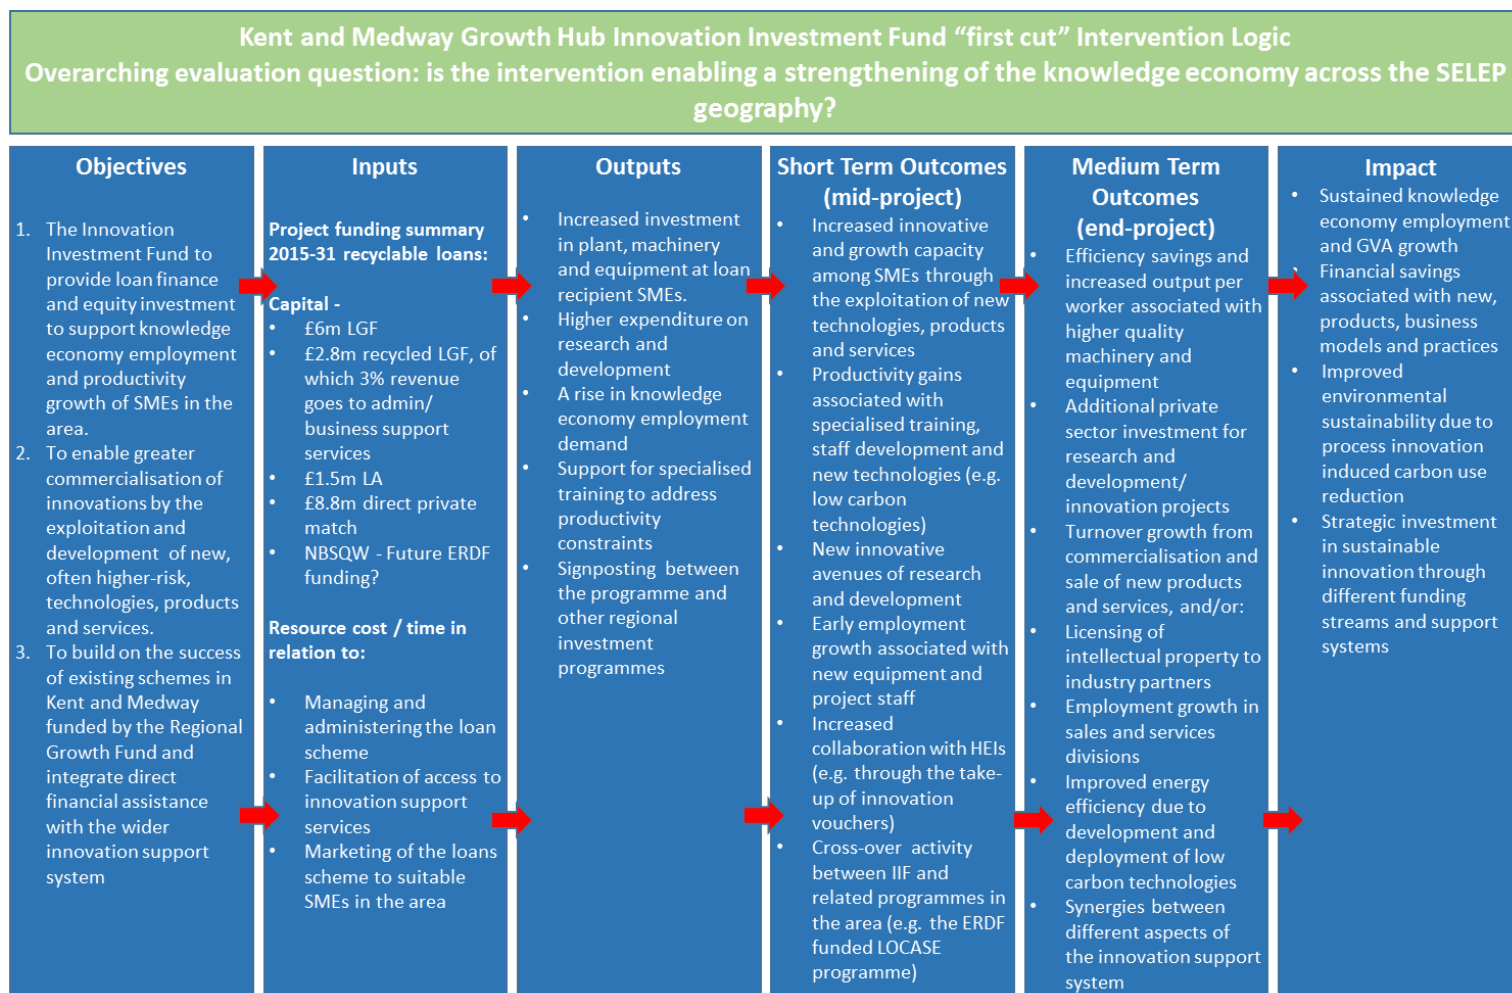 Kent and Medway Growth Hub Innovation Investment Fund “first cut” Intervention Logic
Overarching evaluation question: is the intervention enabling a strengthening of the knowledge economy across the SELEP
geography?
Objectives
1. The Innovation
Investment Fund to
provide loan finance
and equity investment
to support knowledge
economy employment
and productivity
growth of SMEs in the
area.
2. To enable greater
commercialisation of
innovations by the
exploitation and
development of new,
often higher-risk,
technologies, products
and services.
3. To build on the success
of existing schemes in
Kent and Medway
funded by the Regional
Growth Fund and
integrate direct
financial assistance
with the wider
innovation support
system
Inputs
Project funding summary
2015-31 recyclable loans:
Capital -
• £6m LGF
• £2.8m recycled LGF, of
which 3% revenue
goes to admin/
business support
services
• £1.5m LA
• £8.8m direct private
match
• NBSQW - Future ERDF
funding?
Resource cost / time in
relation to:
• Managing and
administering the loan
scheme
• Facilitation of access to
innovation support
services
• Marketing of the loans
scheme to suitable
SMEs in the area
Outputs
• Increased investment
in plant, machinery
and equipment at loan
recipient SMEs.
• Higher expenditure on
research and
development
• A rise in knowledge
economy employment
demand
• Support for specialised
training to address
productivity
constraints
• Signposting between
the programme and
other regional
investment
programmes
Short Term Outcomes
(mid-project)
• Increased innovative
and growth capacity
among SMEs through
the exploitation of new
technologies, products
and services
• Productivity gains
associated with
specialised training,
staff development and
new technologies (e.g.
low carbon
technologies)
• New innovative
avenues of research
and development
• Early employment
growth associated with
new equipment and
project staff
• Increased
collaboration with HEIs
(e.g. through the take-
up of innovation
vouchers)
• Cross-over activity
between IIF and
related programmes in
the area (e.g. the ERDF
funded LOCASE
programme)
Medium Term
Outcomes
(end-project)
• Efficiency savings and
increased output per
worker associated with
higher quality
machinery and
equipment
• Additional private
sector investment for
research and
development/
innovation projects
• Turnover growth from
commercialisation and
sale of new products
and services, and/or:
• Licensing of
intellectual property to
industry partners
• Employment growth in
sales and services
divisions
• Improved energy
efficiency due to
development and
deployment of low
carbon technologies
• Synergies between
different aspects of
the innovation support
system
Impact
• Sustained knowledge
economy employment
and GVA growth
• Financial savings
associated with new,
products, business
models and practices
• Improved
environmental
sustainability due to
process innovation
induced carbon use
reduction
• Strategic investment
in sustainable
innovation through
different funding
streams and support
systems